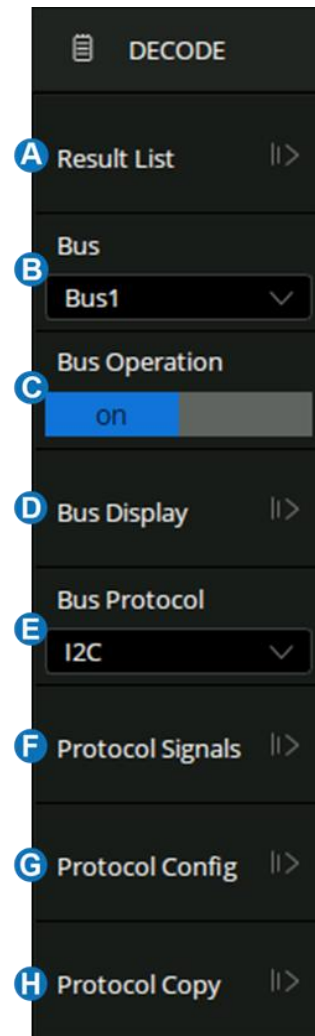 DECODE
A Result List
Bus
B
Bus1
Bus Operation
C
on
D Bus Display
Bus Protocol
E
I2C
F Protocol Signals
G Protocol Config
H Protocol Copy